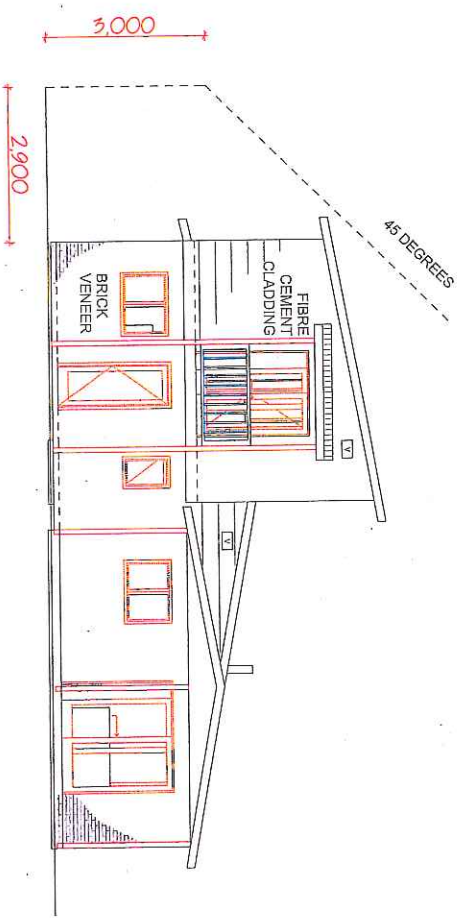 3,000
2,900
45 DEGREES
FIBRE
CEMENT
CLADDING
BRICK
VENEER
V
V